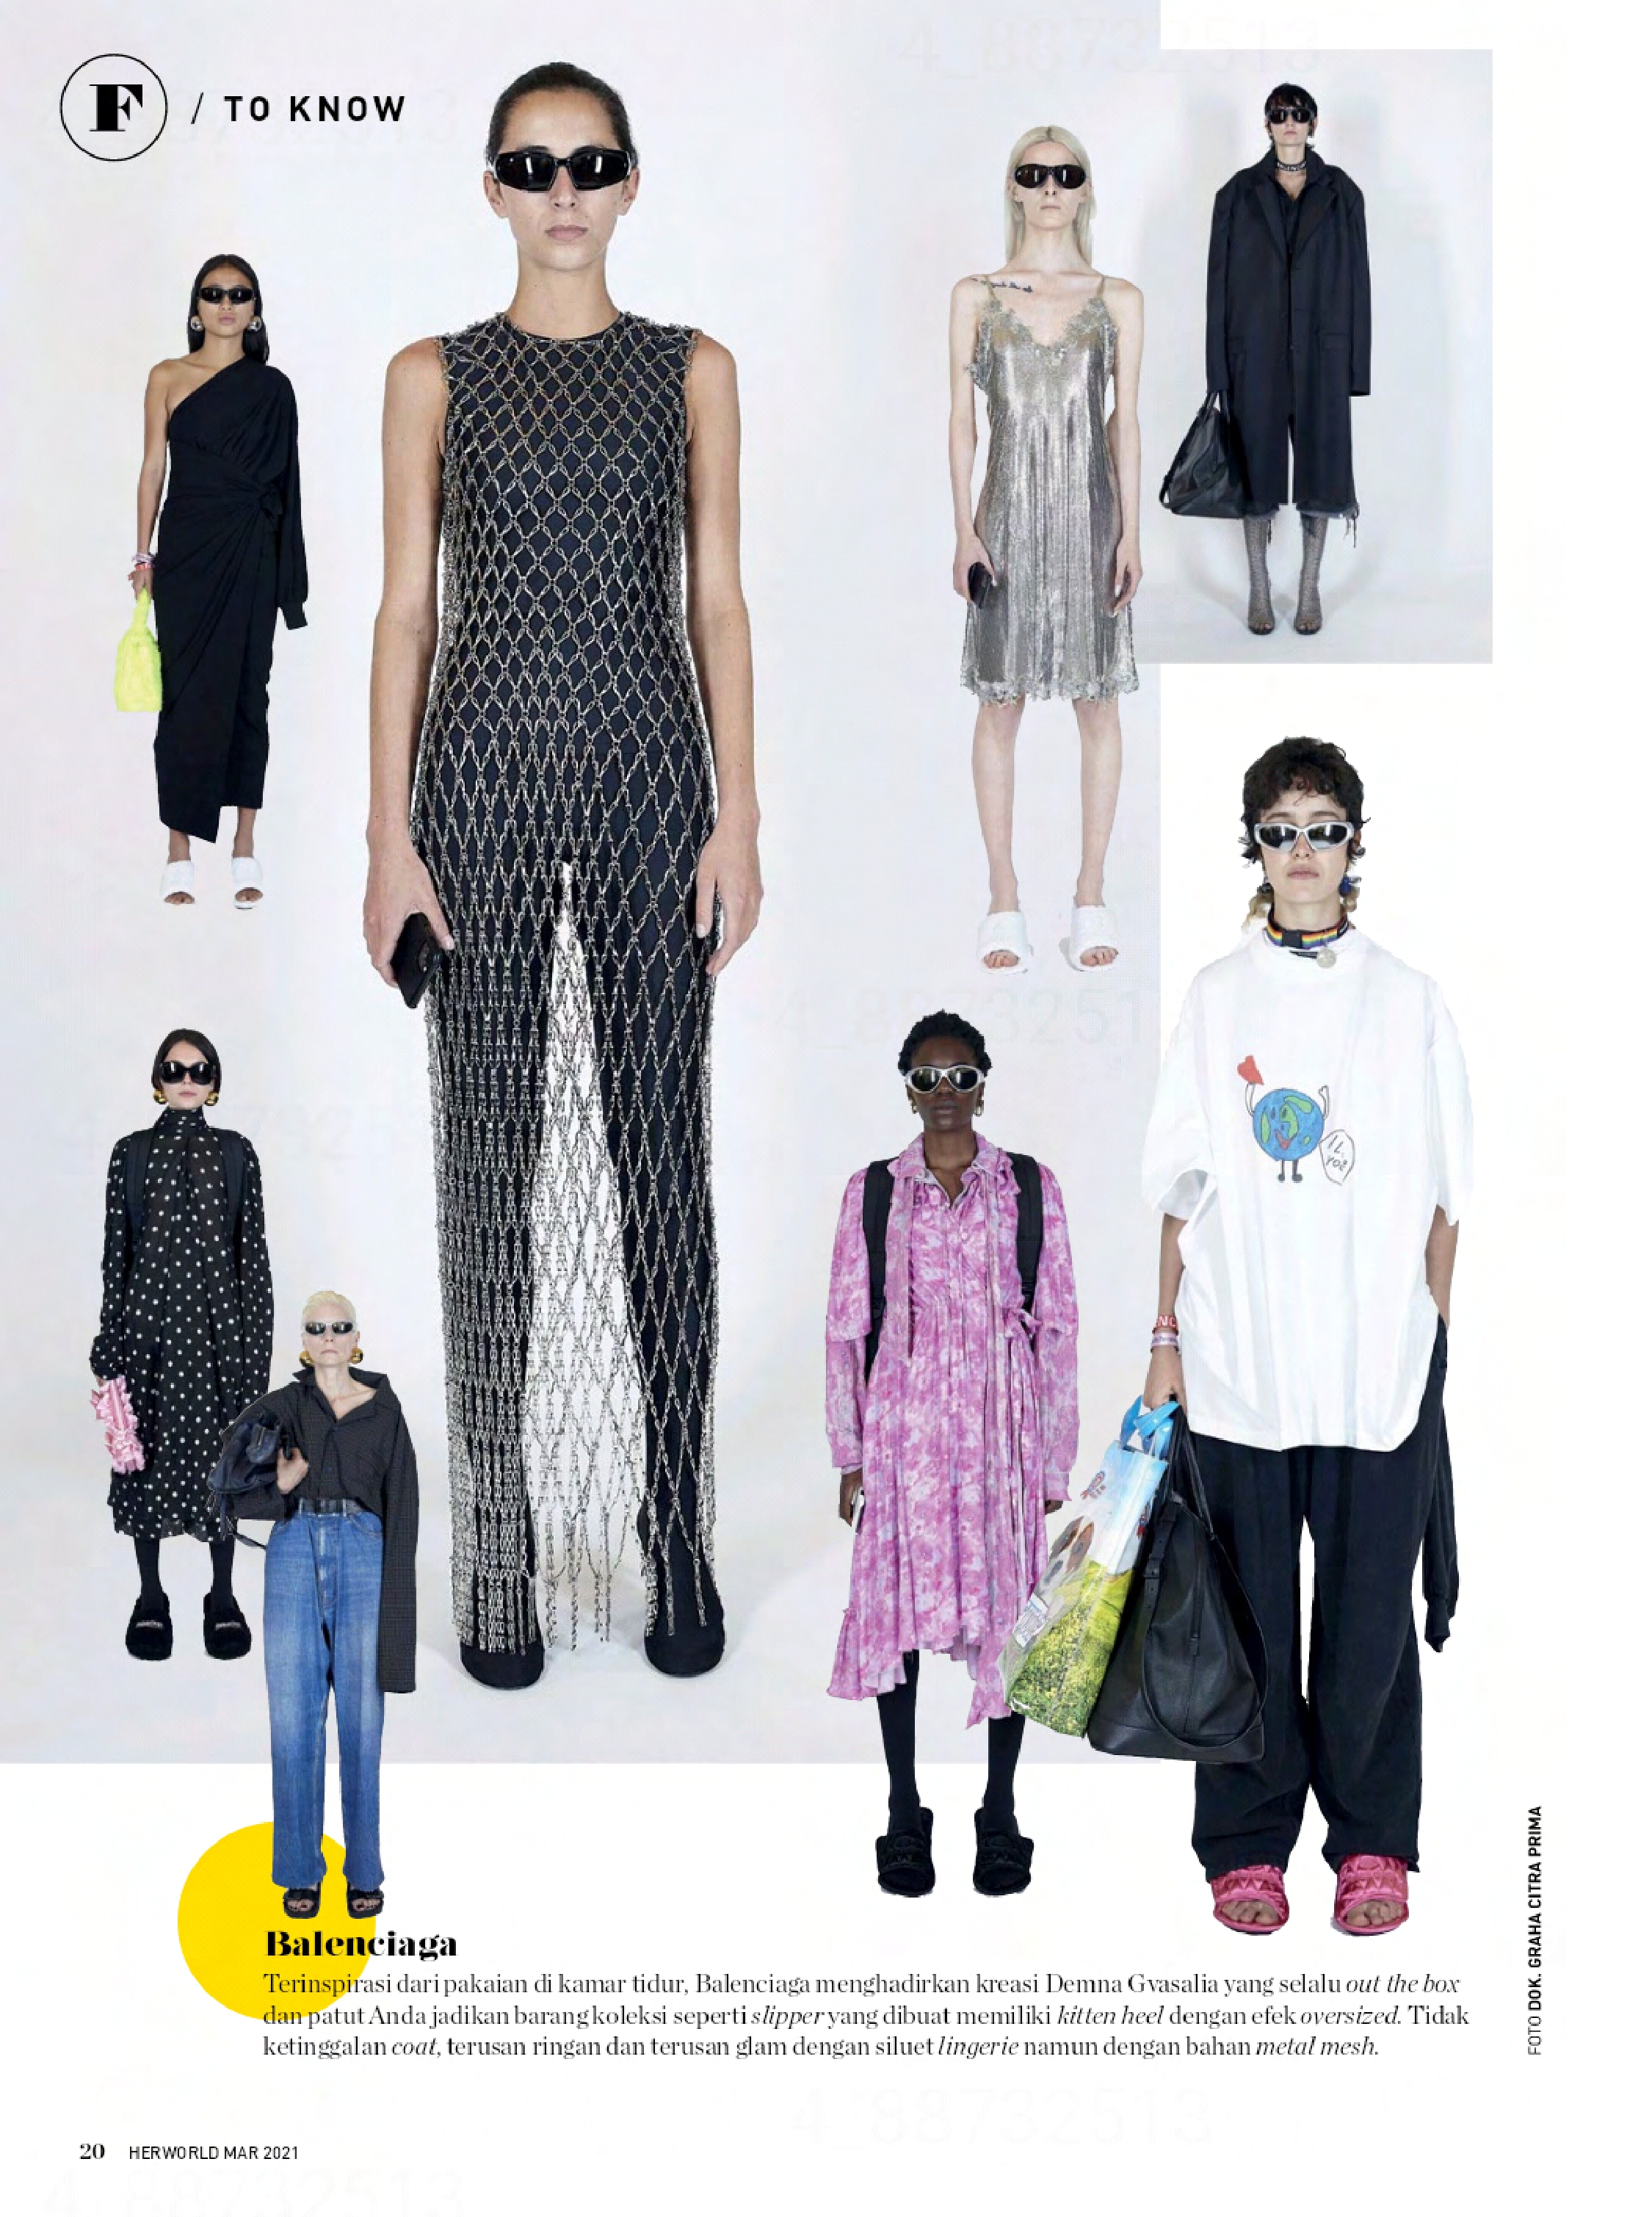 F / TO KNOW
I L
YOU
Balenciaga
Terinspirasi dari pakaian di kamar tidur, Balenciaga menghadirkan kreasi Demna Gvasalia yang selalu out the box
dan patut Anda jadikan barang koleksi seperti slipper yang dibuat memiliki kitten heel dengan efek oversized. Tidak
ketinggalan coat, terusan ringan dan terusan glam dengan siluet lingerie namun dengan bahan metal mesh.
FOTO DOK. GRAHA CITRA PRIMA
20 HERWORLD MAR 2021
4_88732513